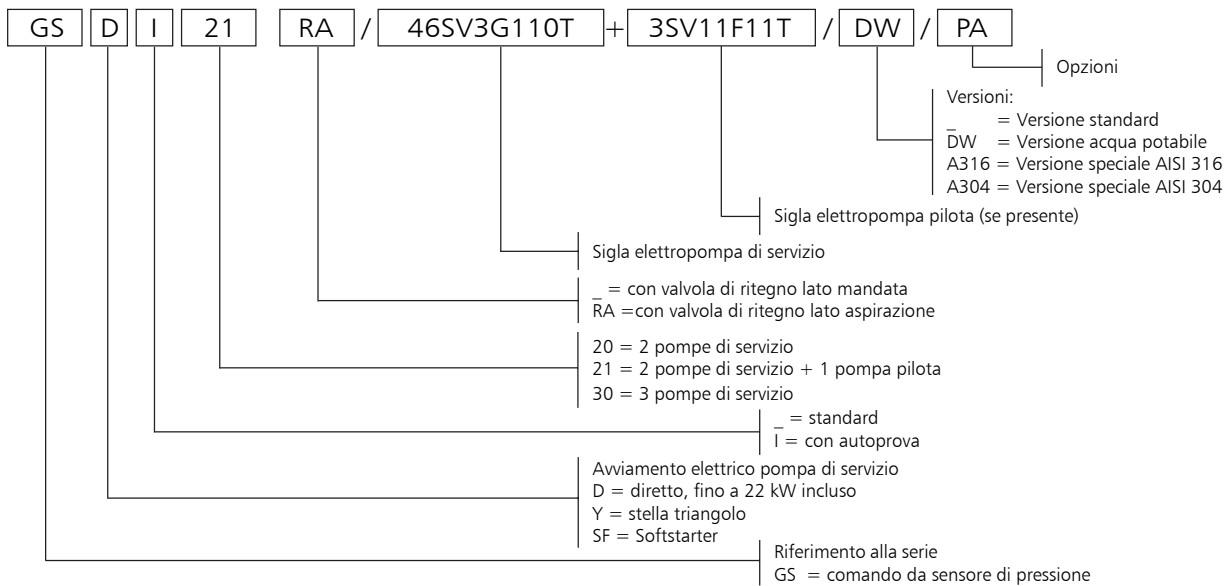 GS D I 21 RA / 46SV3G110T + 3SV11F11T / DW / PA
Opzioni
Versioni:
_ = Versione standard
DW = Versione acqua potabile
A316 = Versione speciale AISI 316
A304 = Versione speciale AISI 304
Sigla elettropompa pilota (se presente)
Sigla elettropompa di servizio
_ = con valvola di ritegno lato mandata
RA =con valvola di ritegno lato aspirazione
20 = 2 pompe di servizio
21 = 2 pompe di servizio + 1 pompa pilota
30 = 3 pompe di servizio
_ = standard
I = con autoprova
Avviamento elettrico pompa di servizio
D = diretto, fino a 22 kW incluso
Y = stella triangolo
SF = Softstarter
Riferimento alla serie
GS = comando da sensore di pressione